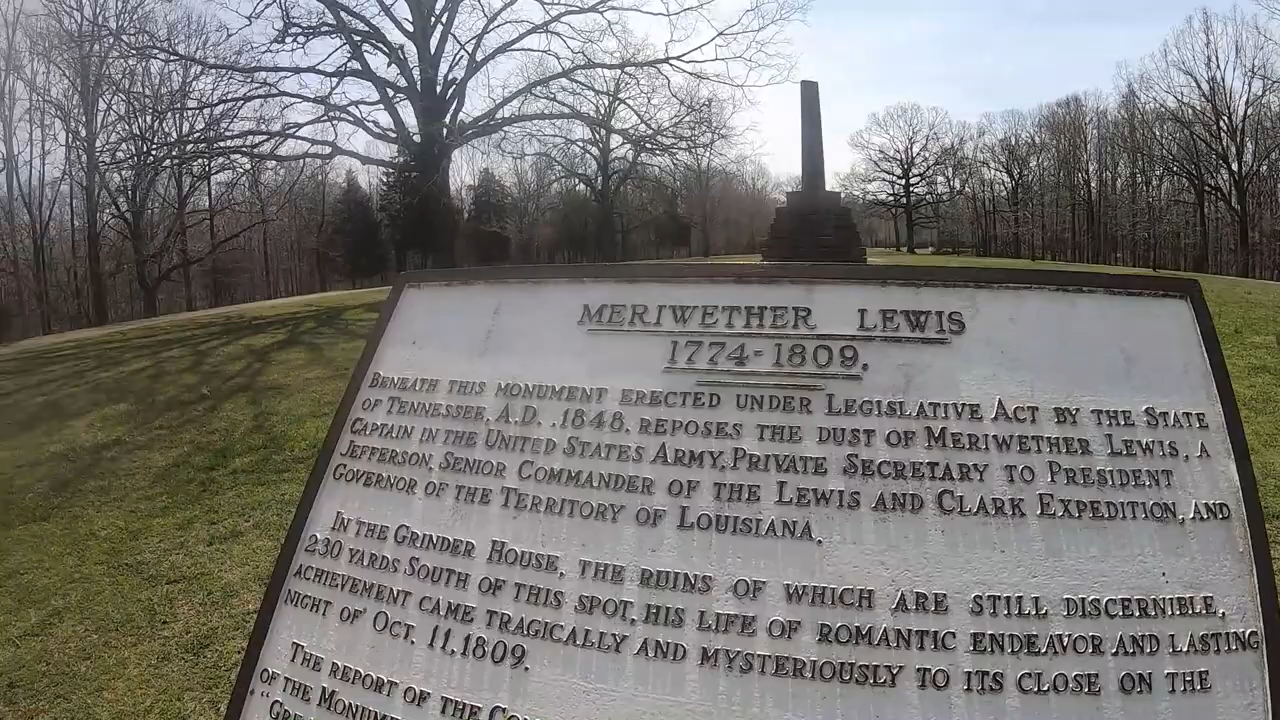 MERIWETHER LEWIS
1774-1809.
BENEATH THIS MONUMENT ERECTED UNDER LEGISLATIVE ACT BY THE STATE
OF TENNESSEE, A.D. .1848, REPOSES THE DUST OF MERIWETHER LEWIS, A
CAPTAIN IN THE UNITED STATES ARMY, PRIVATE SECRETARY TO PRESIDENT
JEFFERSON, SENIOR COMMANDER OF THE LEWIS AND CLARK EXPEDITION, AND
GOVERNOR OF THE TERRITORY OF LOUISIANA.
IN THE GRINDER HOUSE, THE RUINS OF WHICH ARE STILL DISCERNIBLE,
230 YARDS SOUTH OF THIS SPOT, HIS LIFE OF ROMANTIC ENDEAVOR AND LASTING
ACHIEVEMENT CAME TRAGICALLY AND MYSTERIOUSLY TO ITS CLOSE ON THE
NIGHT OF OCT. 11, 1809.
THE REPORT OF THE
OF THE